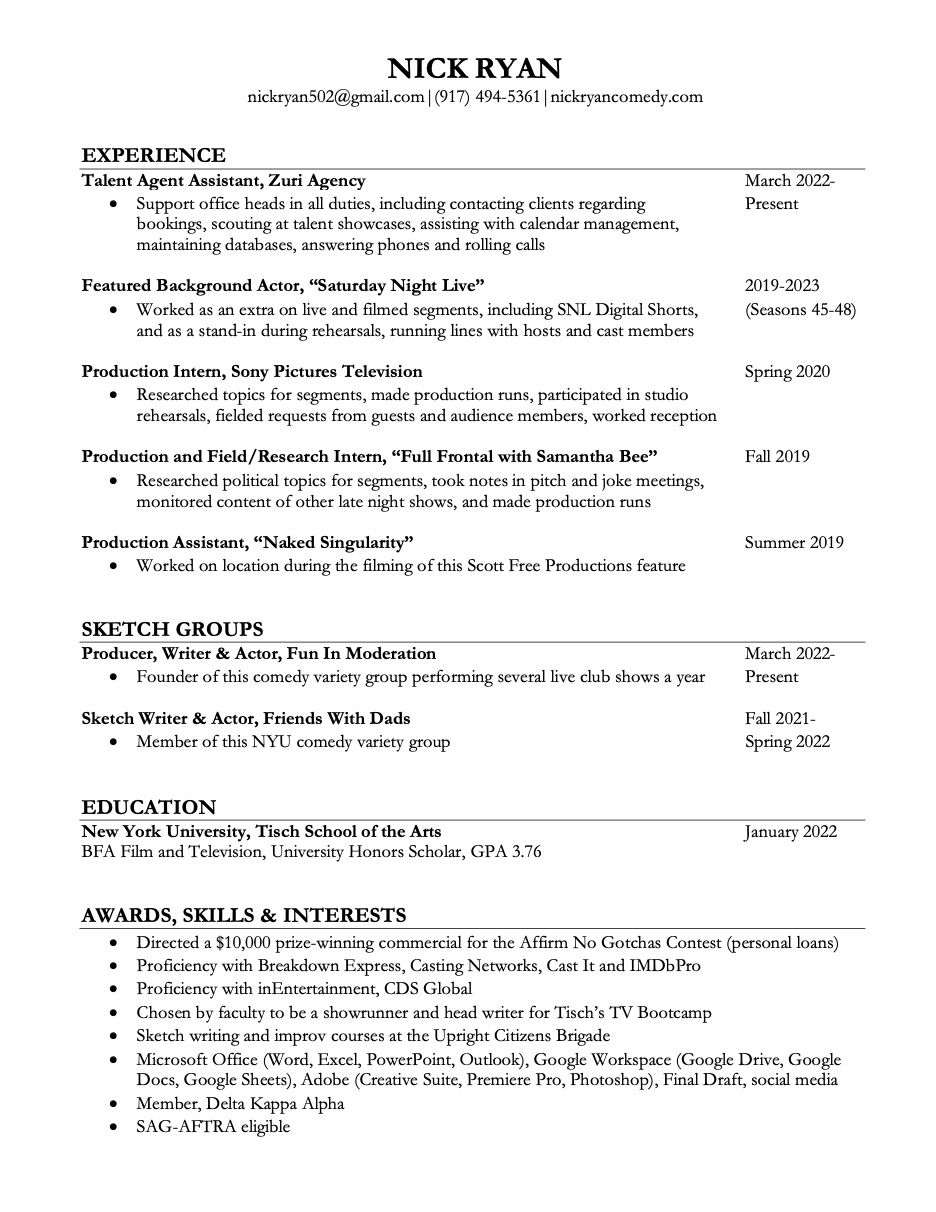 NICK RYAN
nickryan502@gmail.com|(917) 494-5361|nickryancomedy.com
EXPERIENCE
Talent Agent Assistant, Zuri Agency March 2022-
• Support office heads in all duties, including contacting clients regarding Present
bookings, scouting at talent showcases, assisting with calendar management,
maintaining databases, answering phones and rolling calls
Featured Background Actor, “Saturday Night Live” 2019-2023
• Worked as an extra on live and filmed segments, including SNL Digital Shorts, (Seasons 45-48)
and as a stand-in during rehearsals, running lines with hosts and cast members
Production Intern, Sony Pictures Television Spring 2020
• Researched topics for segments, made production runs, participated in studio
rehearsals, fielded requests from guests and audience members, worked reception
Production and Field/Research Intern, “Full Frontal with Samantha Bee” Fall 2019
• Researched political topics for segments, took notes in pitch and joke meetings,
monitored content of other late night shows, and made production runs
Production Assistant, “Naked Singularity” Summer 2019
• Worked on location during the filming of this Scott Free Productions feature
SKETCH GROUPS
Producer, Writer & Actor, Fun In Moderation March 2022-
• Founder of this comedy variety group performing several live club shows a year Present
Sketch Writer & Actor, Friends With Dads Fall 2021-
• Member of this NYU comedy variety group Spring 2022
EDUCATION
New York University, Tisch School of the Arts January 2022
BFA Film and Television, University Honors Scholar, GPA 3.76
AWARDS, SKILLS & INTERESTS
• Directed a $10,000 prize-winning commercial for the Affirm No Gotchas Contest (personal loans)
• Proficiency with Breakdown Express, Casting Networks, Cast It and IMDbPro
• Proficiency with inEntertainment, CDS Global
• Chosen by faculty to be a showrunner and head writer for Tisch’s TV Bootcamp
• Sketch writing and improv courses at the Upright Citizens Brigade
• Microsoft Office (Word, Excel, PowerPoint, Outlook), Google Workspace (Google Drive, Google
Docs, Google Sheets), Adobe (Creative Suite, Premiere Pro, Photoshop), Final Draft, social media
• Member, Delta Kappa Alpha
• SAG-AFTRA eligible